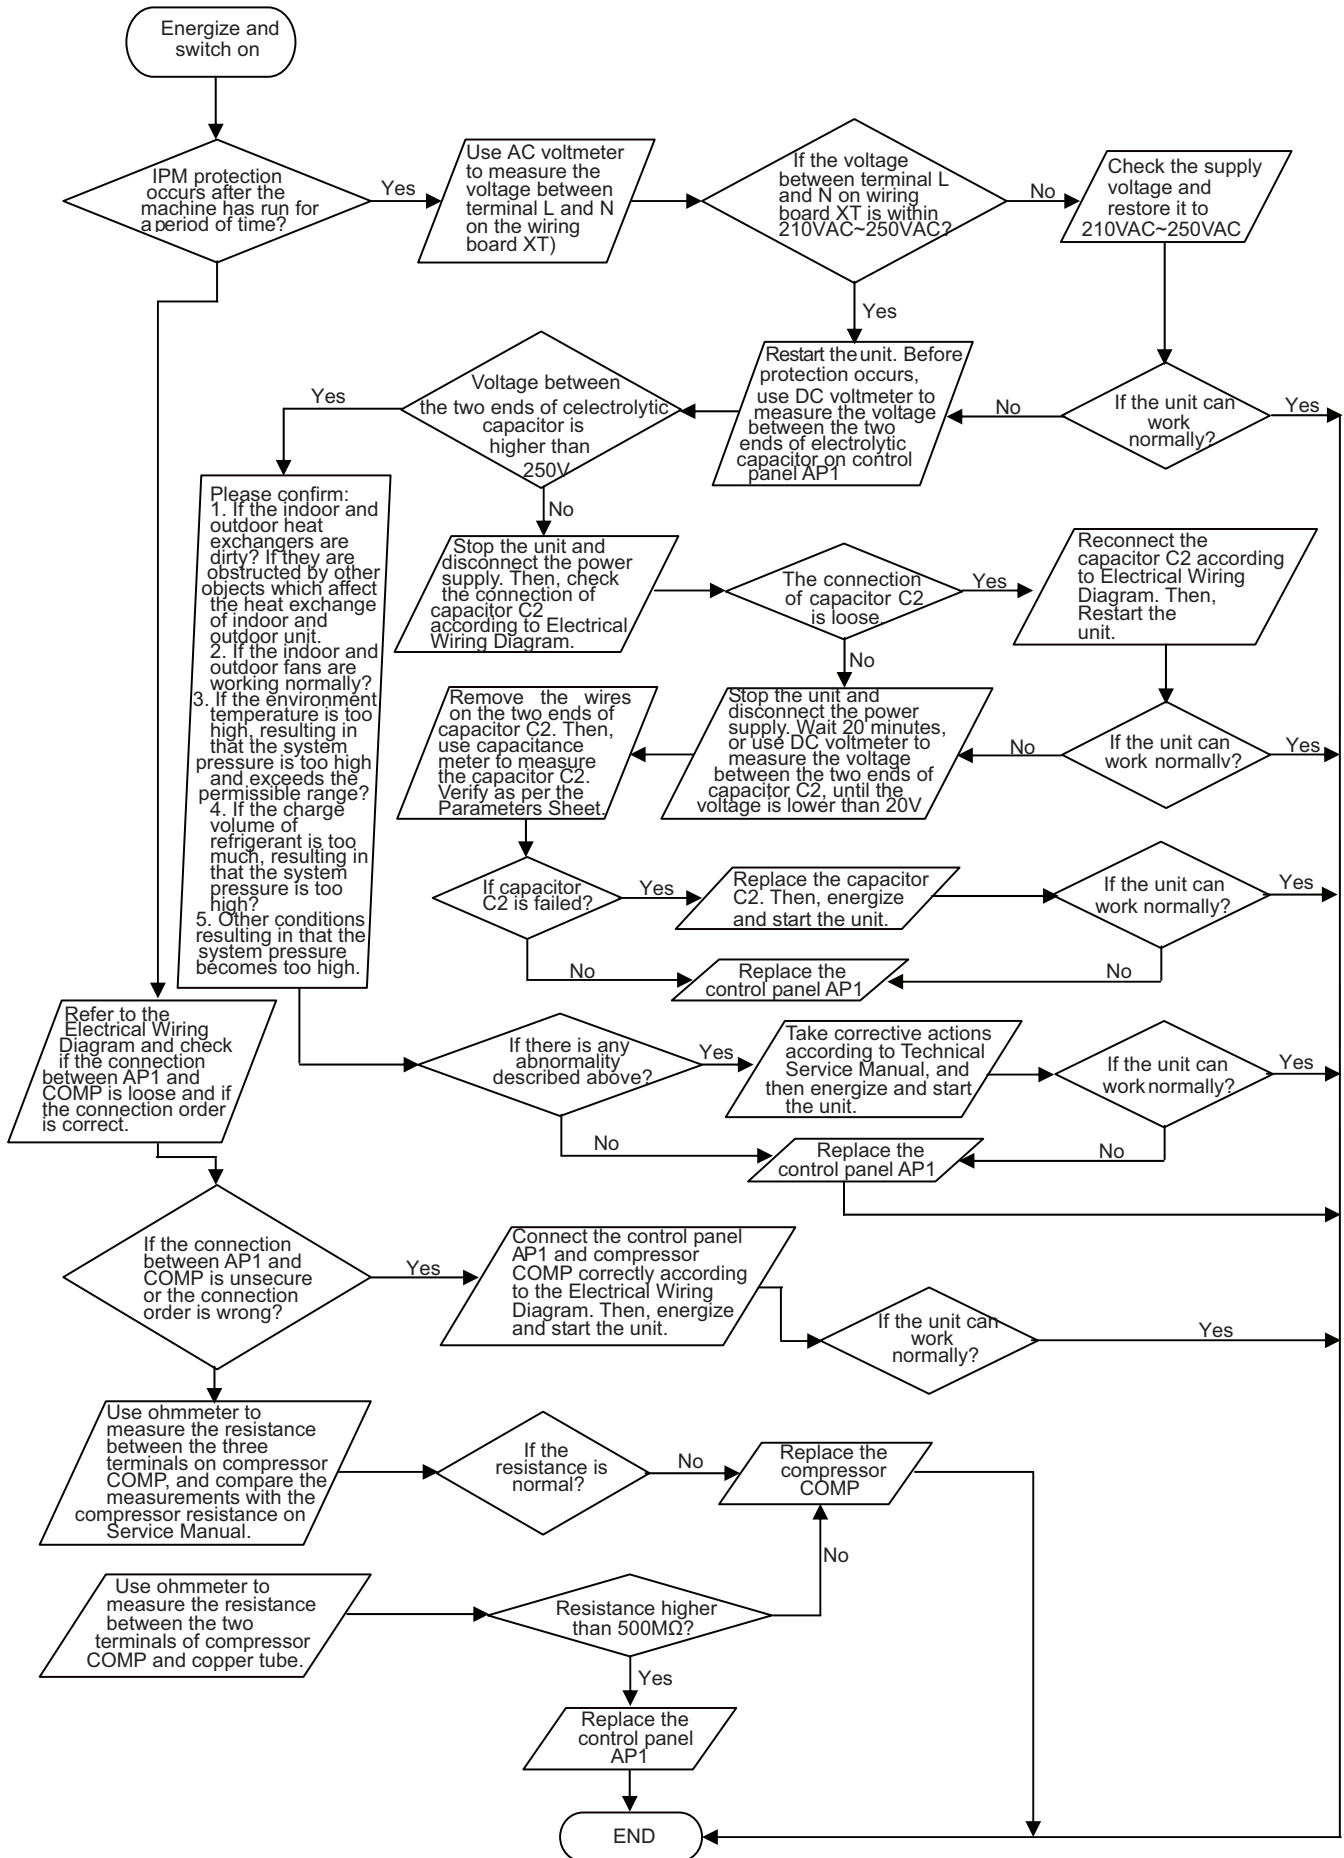 Energize and
switch on
IPM protection
occurs after the
machine has run for
a period of time?
Yes
Use AC voltmeter
to measure the
voltage between
terminal L and N
on the wiring
board XT)
If the voltage
between terminal L
and N on wiring
board XT is within
210VAC~250VAC?
No
Check the supply
voltage and
restore it to
210VAC~250VAC
Yes
Restart the unit. Before
protection occurs,
use DC voltmeter to
measure the voltage
between the two
ends of electrolytic
capacitor on control
panel AP1
No
If the unit can
work
normally?
Yes
Voltage between
the two ends of celectrolytic
capacitor is
higher than
250V
Yes
No
Please confirm:
1. If the indoor and
outdoor heat
exchangers are
dirty? If they are
obstructed by other
objects which affect
the heat exchange
of indoor and
outdoor unit.
2. If the indoor and
outdoor fans are
working normally?
3. If the environment
temperature is too
high, resulting in
that the system
pressure is too high
and exceeds the
permissible range?
4. If the charge
volume of
refrigerant is too
much, resulting in
that the system
pressure is too
high?
5. Other conditions
resulting in that the
system pressure
becomes too high.
Stop the unit and
disconnect the power
supply. Then, check
the connection of
capacitor C2
according to Electrical
Wiring Diagram.
The connection
of capacitor C2
is loose.
Yes
Reconnect the
capacitor C2 according
to Electrical Wiring
Diagram. Then,
Restart the
unit.
No
Remove the wires
on the two ends of
capacitor C2. Then,
use capacitance
meter to measure
the capacitor C2.
Verify as per the
Parameters Sheet.
Stop the unit and
disconnect the power
supply. Wait 20 minutes,
or use DC voltmeter to
measure the voltage
between the two ends of
capacitor C2, until the
voltage is lower than 20V
No
If the unit can
work normallv?
Yes
If capacitor
C2 is failed?
Yes
Replace the capacitor
C2. Then, energize
and start the unit.
If the unit can
work normally?
Yes
No
Replace the
control panel AP1
No
Refer to the
Electrical Wiring
Diagram and check
if the connection
between AP1 and
COMP is loose and if
the connection order
is correct.
If there is any
abnormality
described above?
Yes
Take corrective actions
according to Technical
Service Manual, and
then energize and start
the unit.
If the unit can
work normally?
Yes
No
Replace the
control panel AP1
No
If the connection
between AP1 and
COMP is unsecure
or the connection
order is wrong?
Yes
Connect the control panel
AP1 and compressor
COMP correctly according
to the Electrical Wiring
Diagram. Then, energize
and start the unit.
If the unit can
work
normally?
Yes
Use ohmmeter to
measure the resistance
between the three
terminals on compressor
COMP, and compare the
measurements with the
compressor resistance on
Service Manual.
If the
resistance is
normal?
No
Replace the
compressor
COMP
No
Use ohmmeter to
measure the resistance
between the two
terminals of compressor
COMP and copper tube.
Resistance higher
than 500MΩ?
Yes
Replace the
control panel
AP1
END